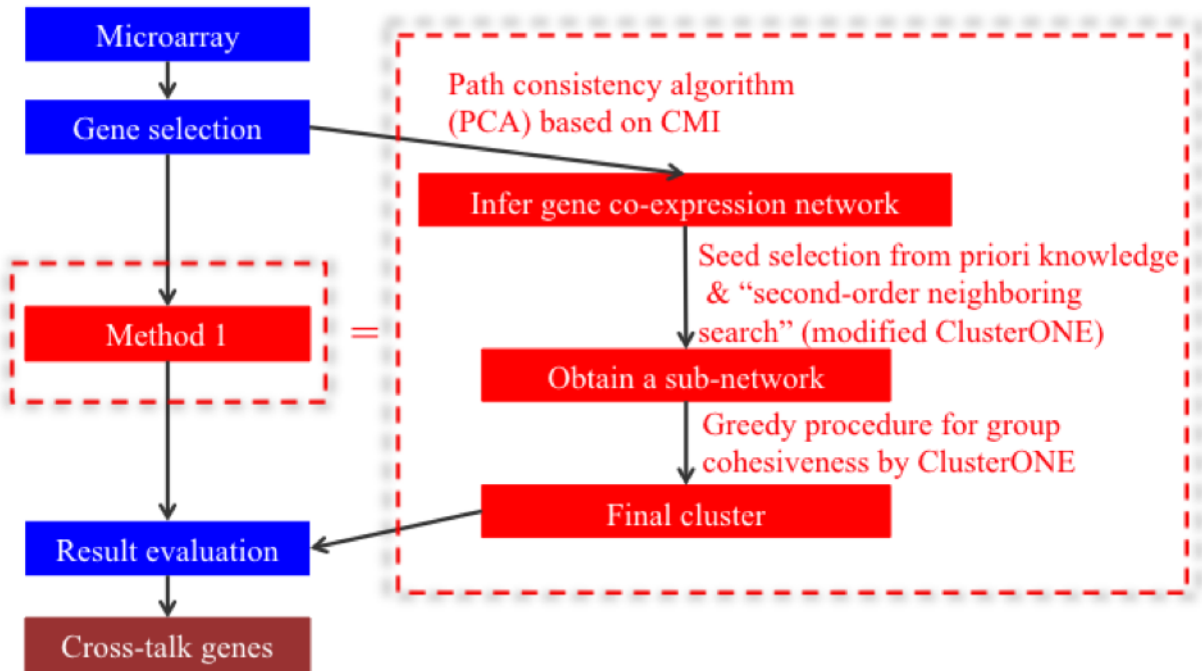 Microarray
Gene selection
Method 1
Result evaluation
Cross-talk genes
=
Path consistency algorithm
(PCA) based on CMI
Infer gene co-expression network
Seed selection from priori knowledge
& “second-order neighboring
search” (modified ClusterONE)
Obtain a sub-network
Greedy procedure for group
cohesiveness by ClusterONE
Final cluster